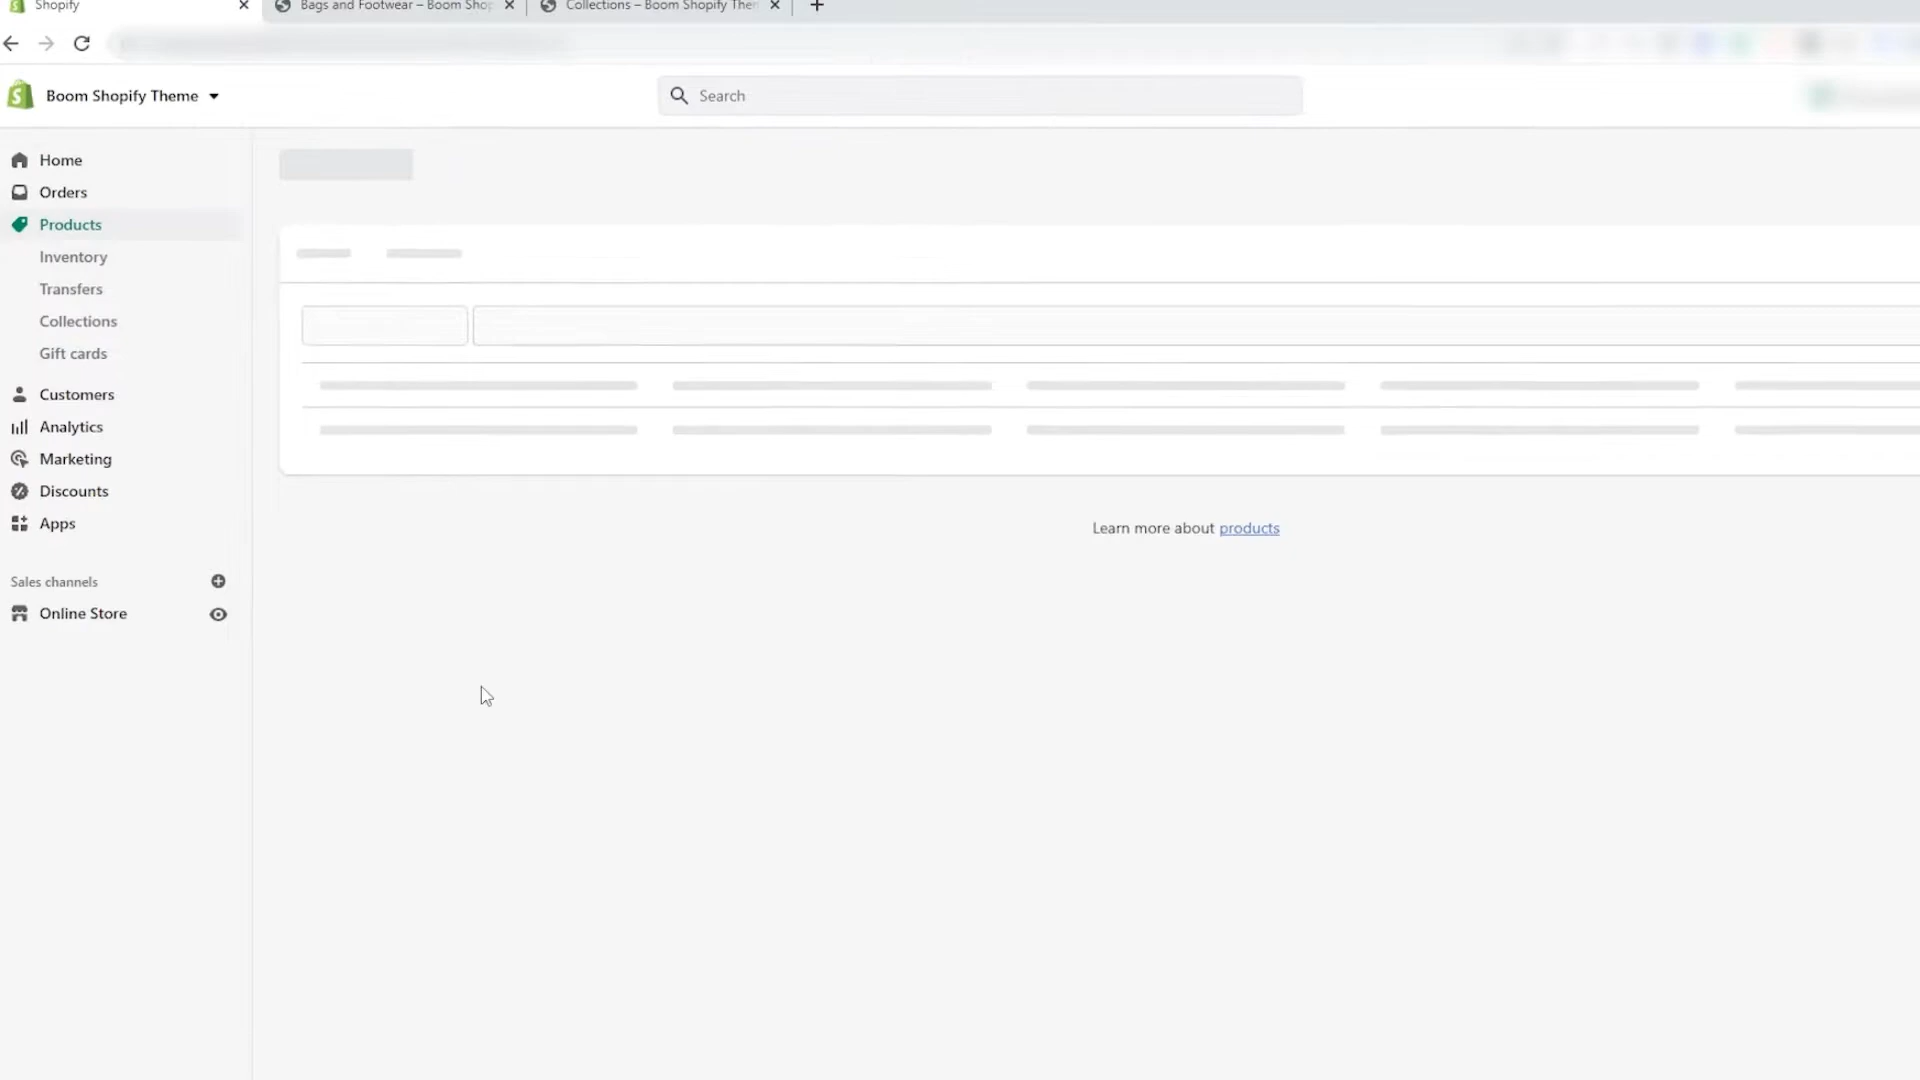 Shopify
Bags and Footwear – Boom Shop
Collections – Boom Shopify Them
Boom Shopify Theme
Search
Home
Orders
Products
Inventory
Transfers
Collections
Gift cards
Customers
Analytics
Marketing
Discounts
Apps
Sales channels
Online Store
Learn more about products